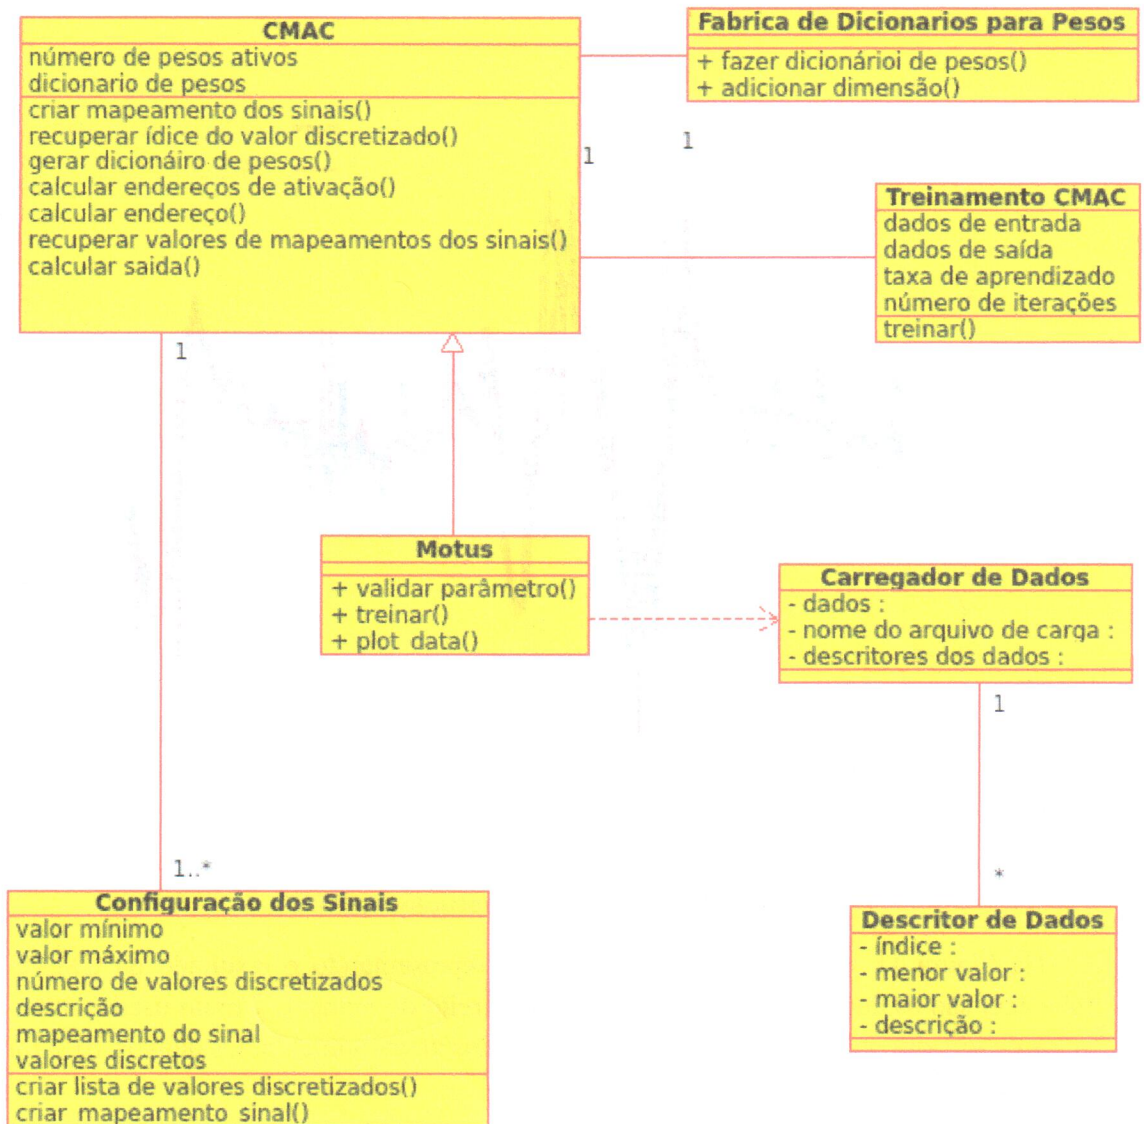 CMAC
número de pesos ativos
dicionario de pesos
criar mapeamento dos sinais()
recuperar ídice do valor discretizado()
gerar dicionáiro de pesos()
calcular endereços de ativação()
calcular endereço()
recuperar valores de mapeamentos dos sinais()
calcular saida()
Fabrica de Dicionarios para Pesos
+ fazer dicionárioi de pesos()
+ adicionar dimensão()
1
1
Treinamento CMAC
dados de entrada
dados de saída
taxa de aprendizado
número de iterações
treinar()
1
Motus
+ validar parâmetro()
+ treinar()
+ plot_data()
Carregador de Dados
- dados :
- nome do arquivo de carga :
- descritores dos dados :
1
1..*
*
Configuração dos Sinais
valor mínimo
valor máximo
número de valores discretizados
descrição
mapeamento do sinal
valores discretos
criar lista de valores discretizados()
criar_mapeamento_sinal()
Descritor de Dados
- índice :
- menor valor :
- maior valor :
- descrição :